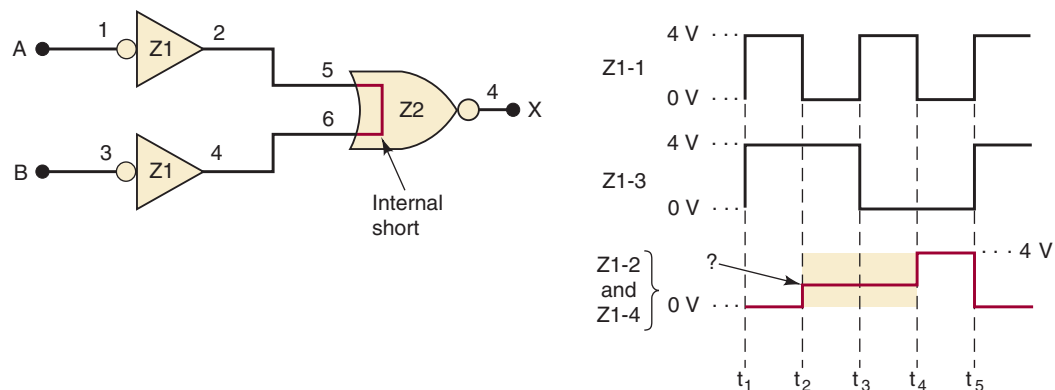 A
1
Z1
2
5
6
Z2
4
X
B
3
Z1
4
Internal
short
Z1-1
4 V
0 V
Z1-3
4 V
0 V
Z1-2
and
Z1-4
?
4 V
0 V
t1 t2 t3 t4 t5